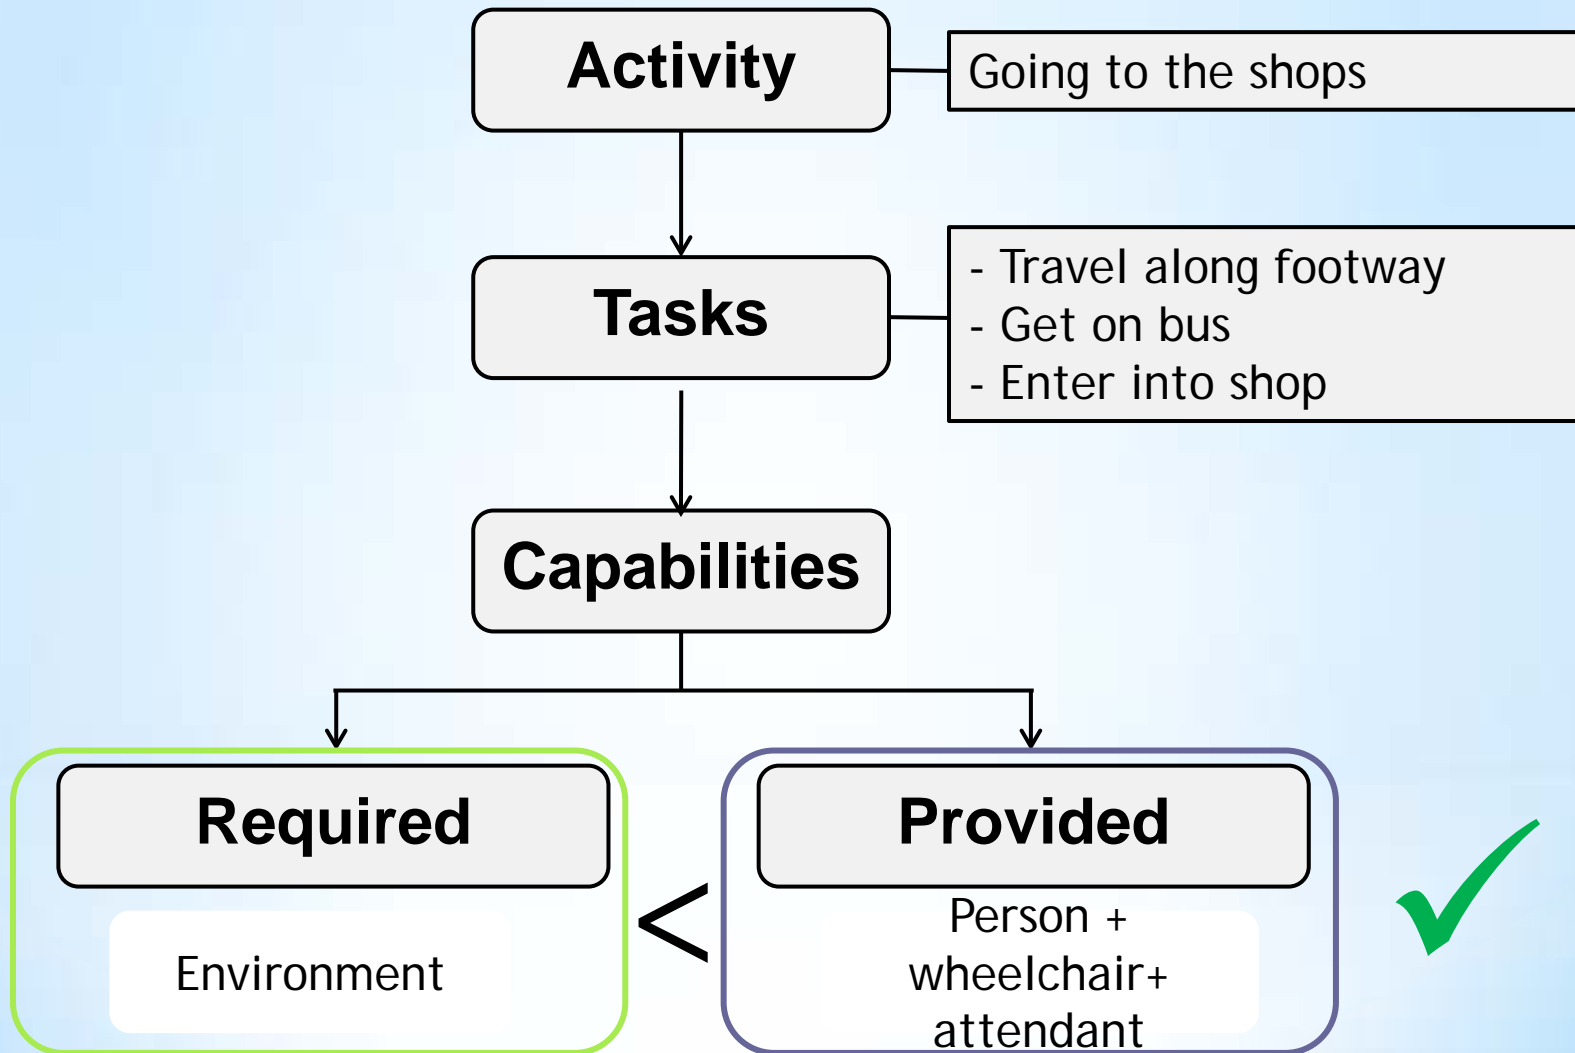 Activity
Going to the shops
Tasks
- Travel along footway
- Get on bus
- Enter into shop
Capabilities
Required
Environment
<
Provided
Person +
wheelchair+
attendant